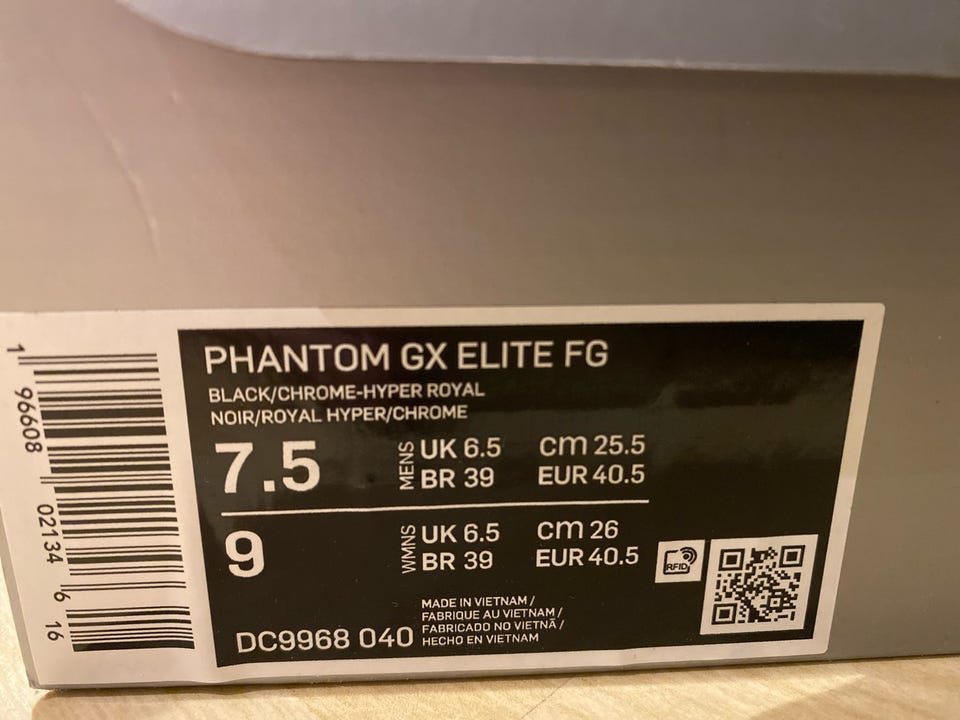 PHANTOM GX ELITE FG
BLACK/CHROME-HYPER ROYAL
NOIR/ROYAL HYPER/CHROME
7.5 MENS UK 6.5 cm 25.5
BR 39 EUR 40.5
9 WMNS UK 6.5 cm 26
BR 39 EUR 40.5
RFID
MADE IN VIETNAM /
FABRIQUE AU VIETNAM /
FABRICADO NO VIETNÃ /
HECHO EN VIETNAM
DC9968 040
1 96608 02134 6 16